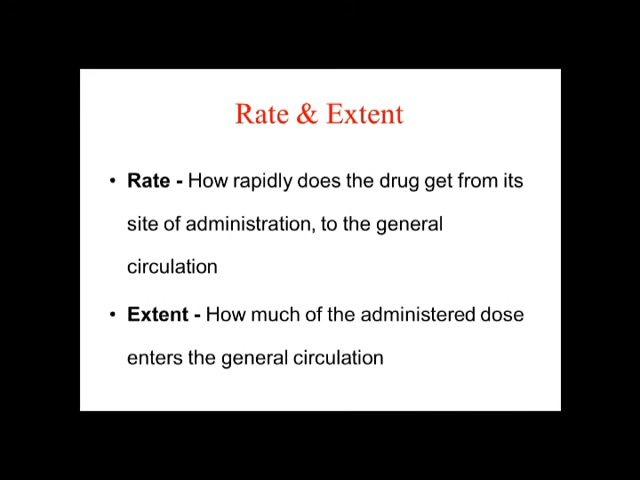 Rate & Extent
• Rate - How rapidly does the drug get from its
site of administration, to the general
circulation
• Extent - How much of the administered dose
enters the general circulation